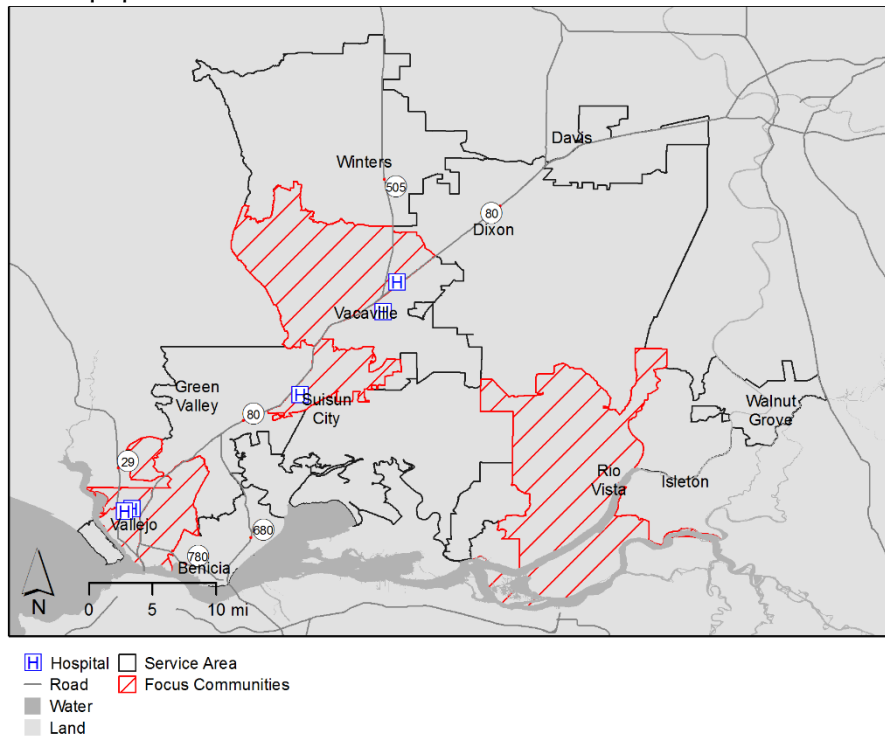 Davis
Winters
505
80
Dixon
H
Vacaville
H
Green
Valley
H
Suisun
City
80
Walnut
Grove
29
Rio
Vista
Isleton
H H
Vallejo
680
780
Benicia
N
0 5 10 mi
H Hospital Service Area
Road Focus Communities
Water
Land